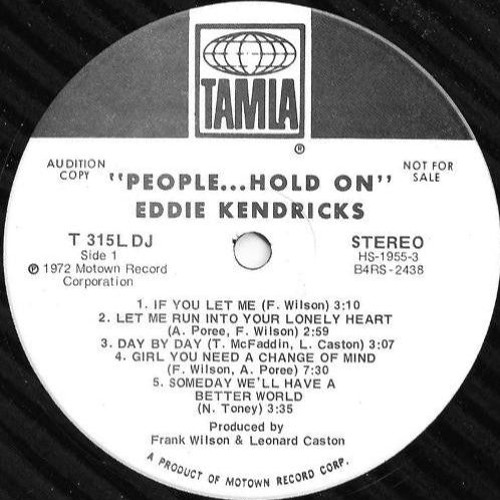 TAMLA
®
AUDITION
COPY
NOT FOR
SALE
"PEOPLE...HOLD ON"
EDDIE KENDRICKS
T 315L DJ
Side 1
℗ 1972 Motown Record
Corporation
STEREO
HS-1955-3
B4RS-2438
1. IF YOU LET ME (F. Wilson) 3:10
2. LET ME RUN INTO YOUR LONELY HEART
(A. Poree, F. Wilson) 2:59
3. DAY BY DAY (T. McFaddin, L. Caston) 3:07
4. GIRL YOU NEED A CHANGE OF MIND
(F. Wilson, A. Poree) 7:30
5. SOMEDAY WE'LL HAVE A
BETTER WORLD
(N. Toney) 3:35
Produced by
Frank Wilson & Leonard Caston
A PRODUCT OF MOTOWN RECORD CORP.